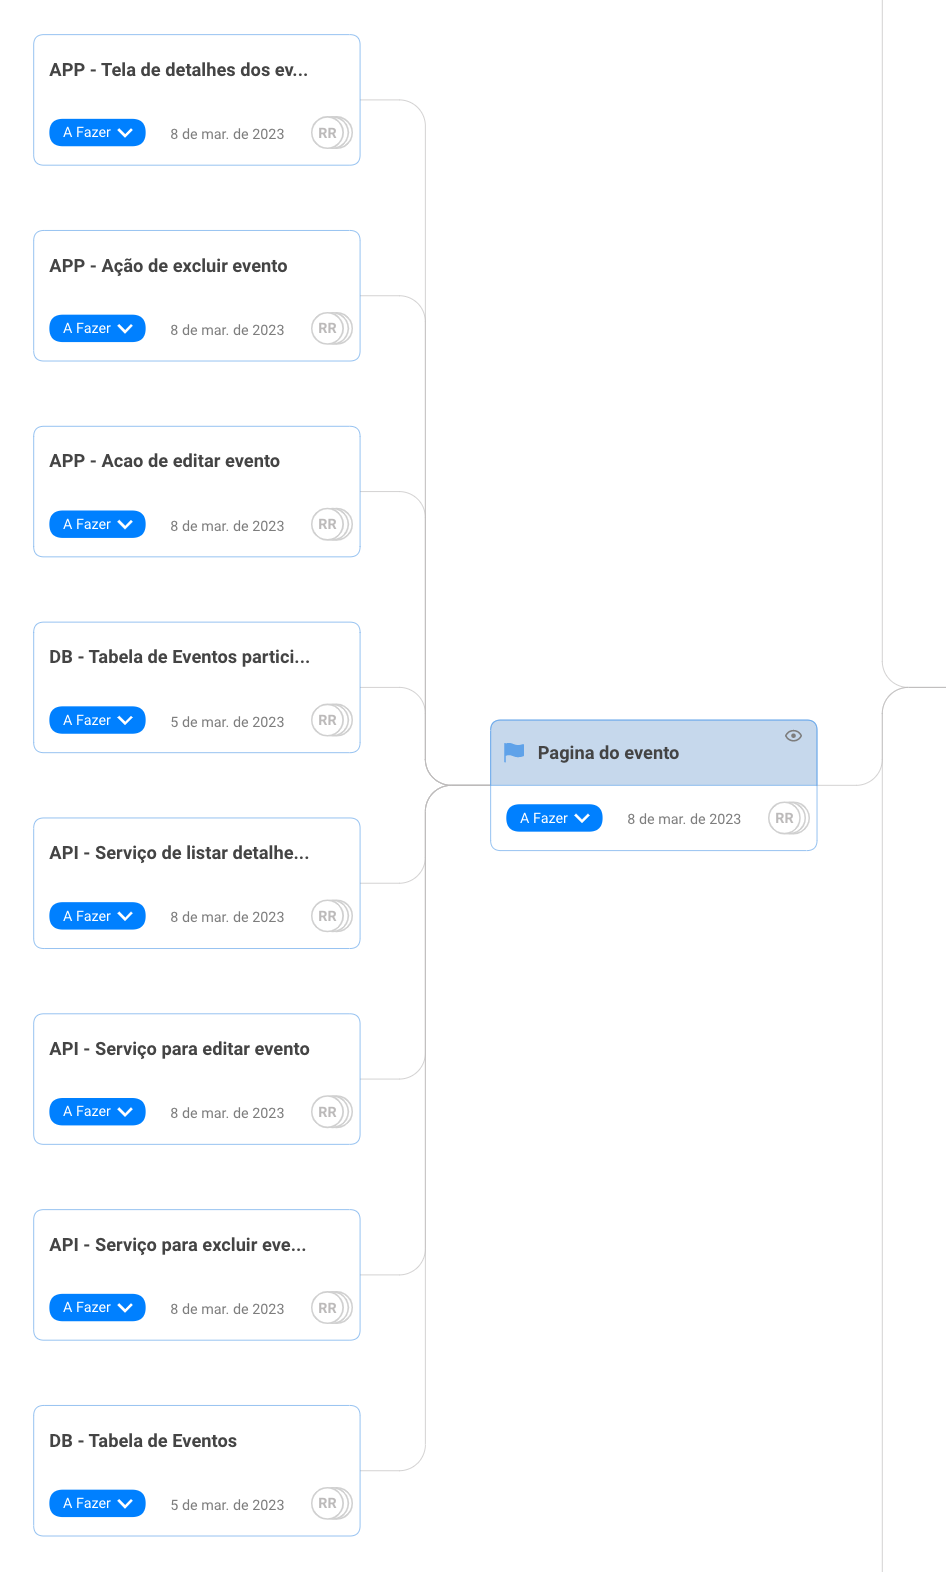 APP - Tela de detalhes dos ev...
A Fazer 8 de mar. de 2023 RR
APP - Ação de excluir evento
A Fazer 8 de mar. de 2023 RR
APP - Acao de editar evento
A Fazer 8 de mar. de 2023 RR
DB - Tabela de Eventos partici...
A Fazer 5 de mar. de 2023 RR
Pagina do evento
A Fazer 8 de mar. de 2023 RR
API - Serviço de listar detalhe...
A Fazer 8 de mar. de 2023 RR
API - Serviço para editar evento
A Fazer 8 de mar. de 2023 RR
API - Serviço para excluir eve...
A Fazer 8 de mar. de 2023 RR
DB - Tabela de Eventos
A Fazer 5 de mar. de 2023 RR